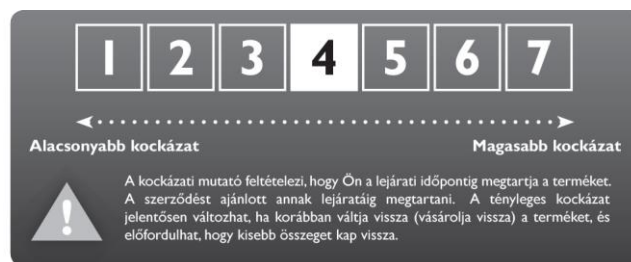 1 2 3 4 5 6 7
Alacsonyabb kockázat Magasabb kockázat
A kockázati mutató feltételezi, hogy Ön a lejárati időpontig megtartja a terméket.
A szerződést ajánlott annak lejáratáig megtartani. A tényleges kockázat
jelentősen változhat, ha korábban váltja vissza (vásárolja vissza) a terméket, és
előfordulhat, hogy kisebb összeget kap vissza.